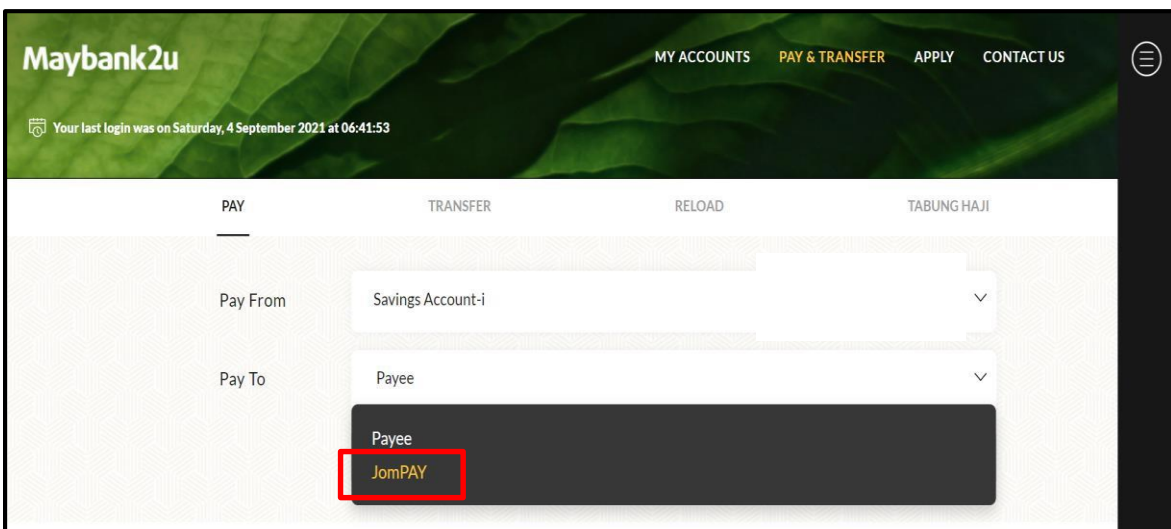 Maybank2u
MY ACCOUNTS PAY & TRANSFER APPLY CONTACT US
Your last login was on Saturday, 4 September 2021 at 06:41:53
PAY TRANSFER RELOAD TABUNG HAJI
Pay From Savings Account-i
Pay To Payee
Payee
JomPAY